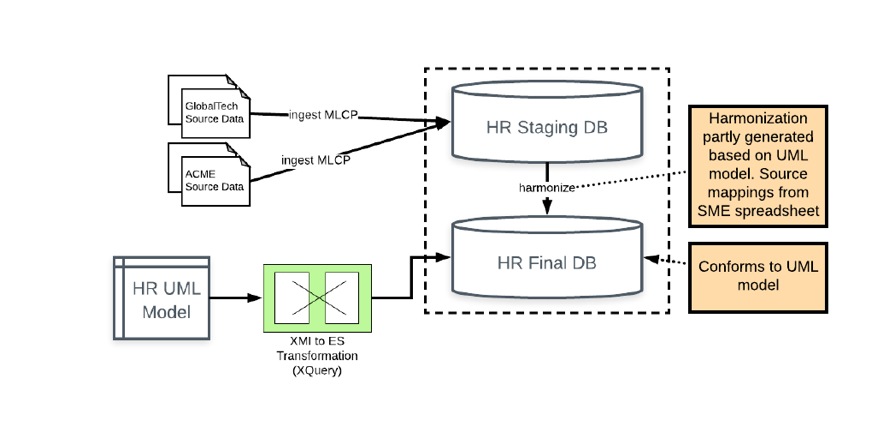 GlobalTech
Source Data
ingest MLCP
ACME
Source Data
ingest MLCP
HR Staging DB
harmonize
HR Final DB
Harmonization
partly generated
based on UML
model. Source
mappings from
SME spreadsheet
Conforms to UML
model
HR UML
Model
XMI to ES
Transformation
(XQuery)